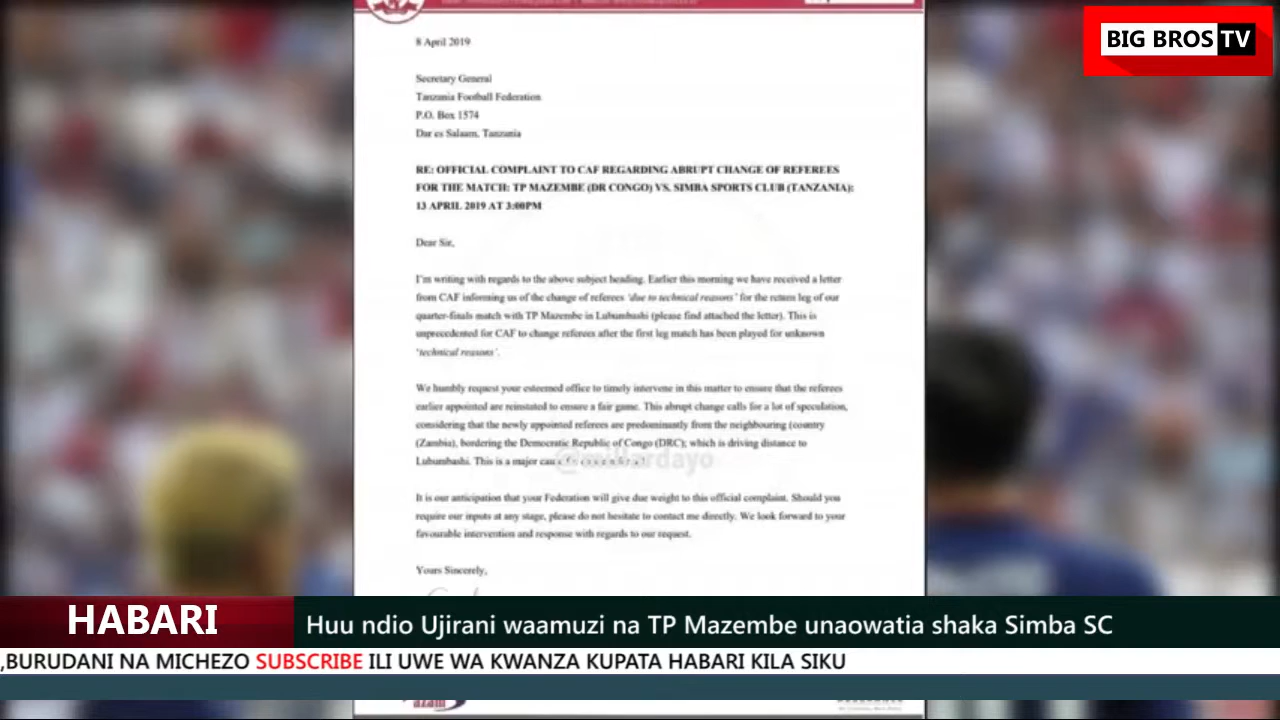 BIG BROS TV
8 April 2019
Secretary General
Tanzania Football Federation
P.O. Box 1574
Dar es Salaam, Tanzania
RE: OFFICIAL COMPLAINT TO CAF REGARDING ABRUPT CHANGE OF REFEREES
FOR THE MATCH: TP MAZEMBE (DR CONGO) VS. SIMBA SPORTS CLUB (TANZANIA);
13 APRIL 2019 AT 3:00PM
Dear Sir,
I'm writing with regards to the above subject heading. Earlier this morning we have received a letter
from CAF informing us of the change of referees 'due to technical reasons' for the return leg of our
quarter-finals match with TP Mazembe in Lubumbashi (please find attached the letter). This is
unprecedented for CAF to change referees after the first leg match has been played for unknown
'technical reasons'.
We humbly request your esteemed office to timely intervene in this matter to ensure that the referees
earlier appointed are reinstated to ensure a fair game. This abrupt change calls for a lot of speculation,
considering that the newly appointed referees are predominantly from the neighbouring (country
(Zambia), bordering the Democratic Republic of Congo (DRC); which is driving distance to
Lubumbashi. This is a major
@millardayo
It is our anticipation that your Federation will give due weight to this official complaint. Should you
require our inputs at any stage, please do not hesitate to contact me directly. We look forward to your
favourable intervention and response with regards to our request.
Yours Sincerely,
HABARI
Huu ndio Ujirani waamuzi na TP Mazembe unaowatia shaka Simba SC
,BURUDANI NA MICHEZO SUBSCRIBE ILI UWE WA KWANZA KUPATA HABARI KILA SIKU
azam